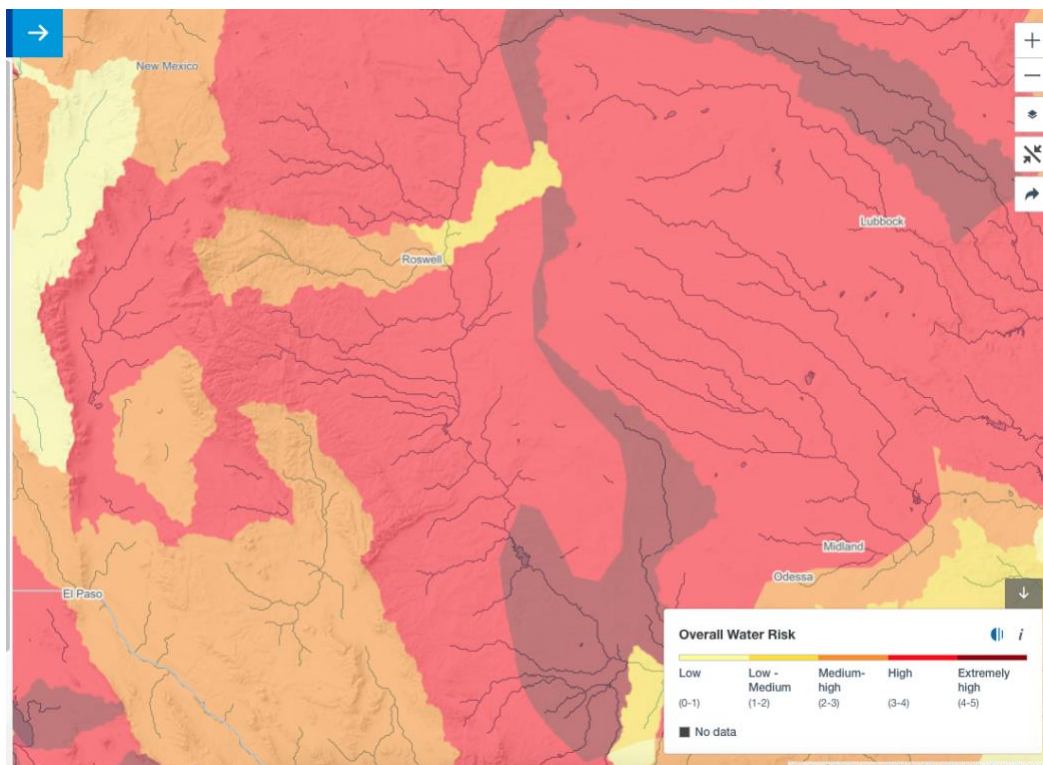 New Mexico
Lubbock
Roswell
Midland
Odessa
El Paso
Overall Water Risk
i
Low
Low -
Medium
Medium-
high
High
Extremely
high
(0-1)
(1-2)
(2-3)
(3-4)
(4-5)
No data